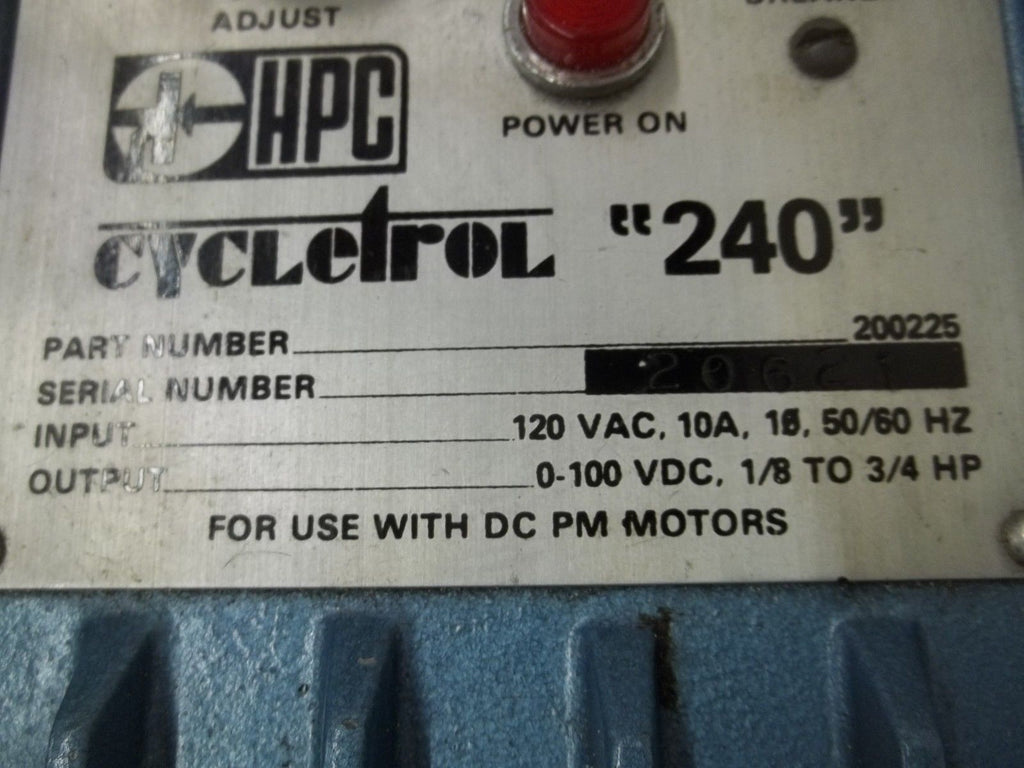 ADJUST
HPC
POWER ON
CYCLETROL "240"
PART NUMBER 200225
SERIAL NUMBER
INPUT 120 VAC, 10A, 1ϕ, 50/60 HZ
OUTPUT 0-100 VDC, 1/8 TO 3/4 HP
FOR USE WITH DC PM MOTORS